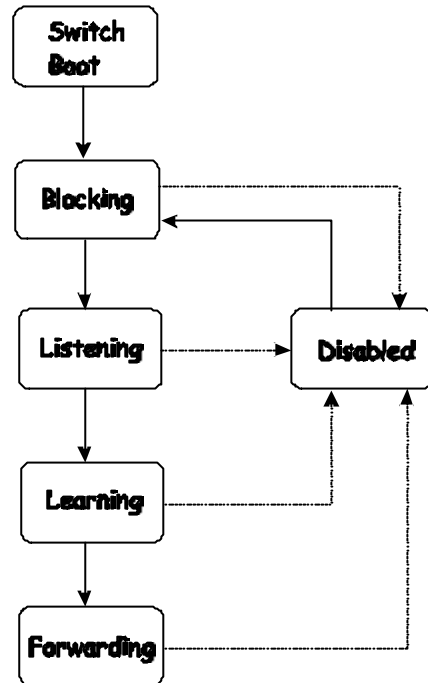 Switch
Boot
Blocking
Listening
Disabled
Learning
Forwarding